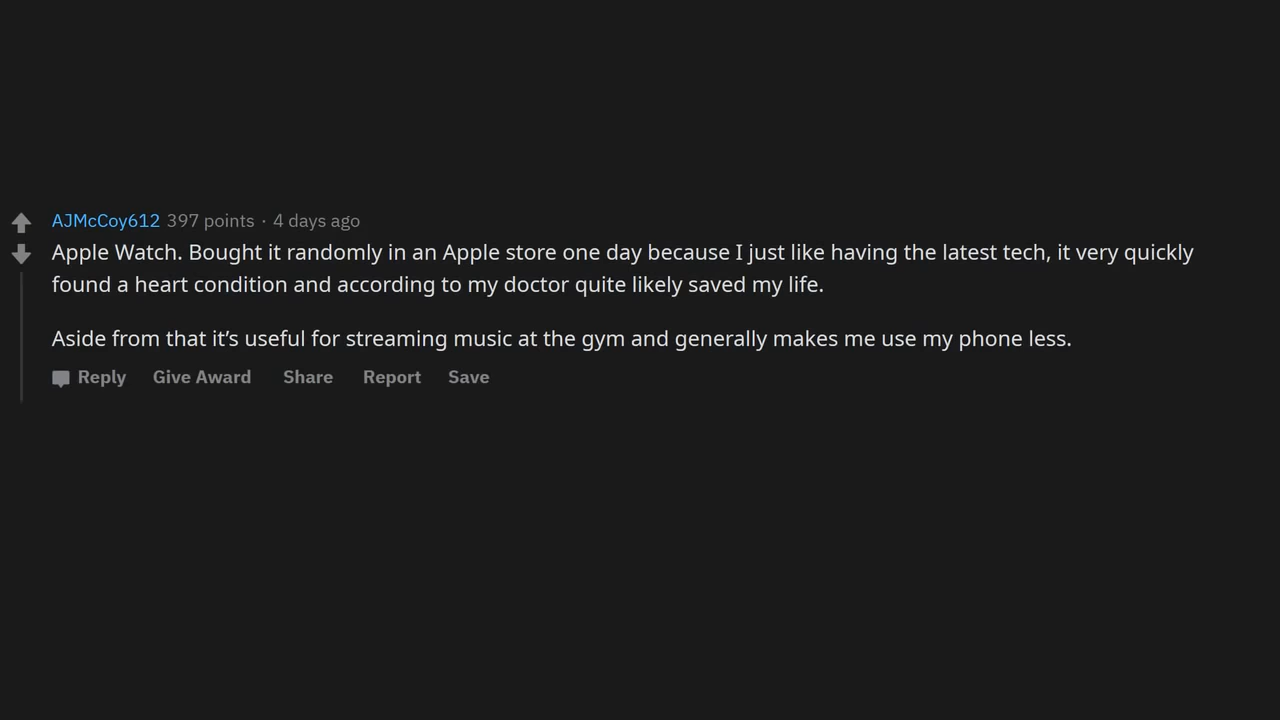 AJMcCoy612 397 points · 4 days ago
Apple Watch. Bought it randomly in an Apple store one day because I just like having the latest tech, it very quickly
found a heart condition and according to my doctor quite likely saved my life.
Aside from that it’s useful for streaming music at the gym and generally makes me use my phone less.
Reply Give Award Share Report Save